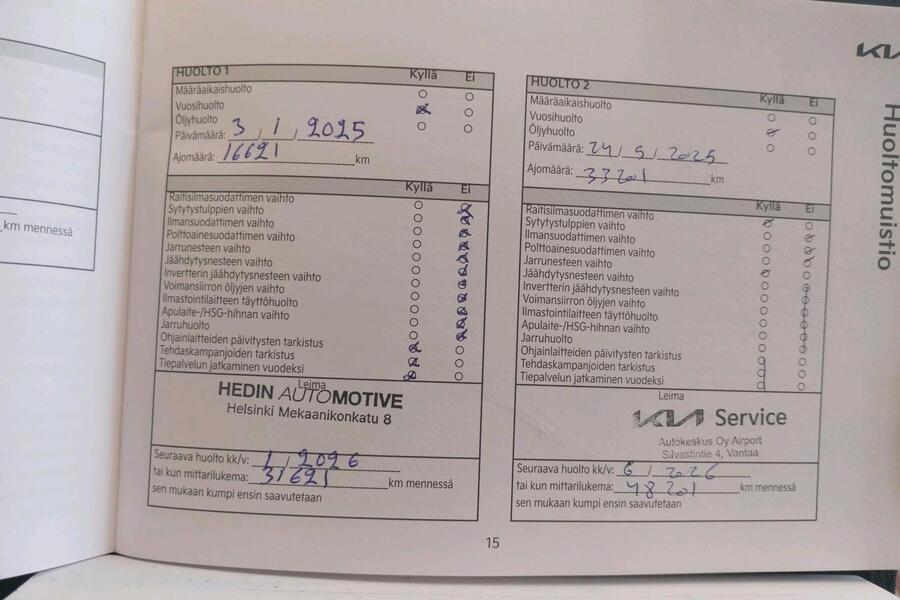 km mennessä
KIA
Huoltomuistio
HUOLTO 1 Kyllä Ei
Määräaikaishuolto
Vuosihuolto
Öljyhuolto
Päivämäärä: 3 / 1 / 2025
Ajomäärä: 16621 km
Kyllä Ei
Raitisilmasuodattimen vaihto
Sytytystulppien vaihto
Ilmansuodattimen vaihto
Polttoainesuodattimen vaihto
Jarrunesteen vaihto
Jäähdytysnesteen vaihto
Invertterin jäähdytysnesteen vaihto
Voimansiirron öljyjen vaihto
Ilmastointilaitteen täyttöhuolto
Apulaite-/HSG-hihnan vaihto
Jarruhuolto
Ohjainlaitteiden päivitysten tarkistus
Tehdaskampanjoiden tarkistus
Tiepalvelun jatkaminen vuodeksi
Leima
HEDIN AUTOMOTIVE
Helsinki Mekaanikonkatu 8
Seuraava huolto kk/v: 1 / 2026
tai kun mittarilukema: 31621 km mennessä
sen mukaan kumpi ensin saavutetaan
HUOLTO 2 Kyllä Ei
Määräaikaishuolto
Vuosihuolto
Öljyhuolto
Päivämäärä: 24 / 5 / 2025
Ajomäärä: 33201 km
Kyllä Ei
Raitisilmasuodattimen vaihto
Sytytystulppien vaihto
Ilmansuodattimen vaihto
Polttoainesuodattimen vaihto
Jarrunesteen vaihto
Jäähdytysnesteen vaihto
Invertterin jäähdytysnesteen vaihto
Voimansiirron öljyjen vaihto
Ilmastointilaitteen täyttöhuolto
Apulaite-/HSG-hihnan vaihto
Jarruhuolto
Ohjainlaitteiden päivitysten tarkistus
Tehdaskampanjoiden tarkistus
Tiepalvelun jatkaminen vuodeksi
Leima
KIA Service
Autokeskus Oy Airport
Silvastintie 4, Vantaa
Seuraava huolto kk/v: 6 / 2026
tai kun mittarilukema: 48201 km mennessä
sen mukaan kumpi ensin saavutetaan
15